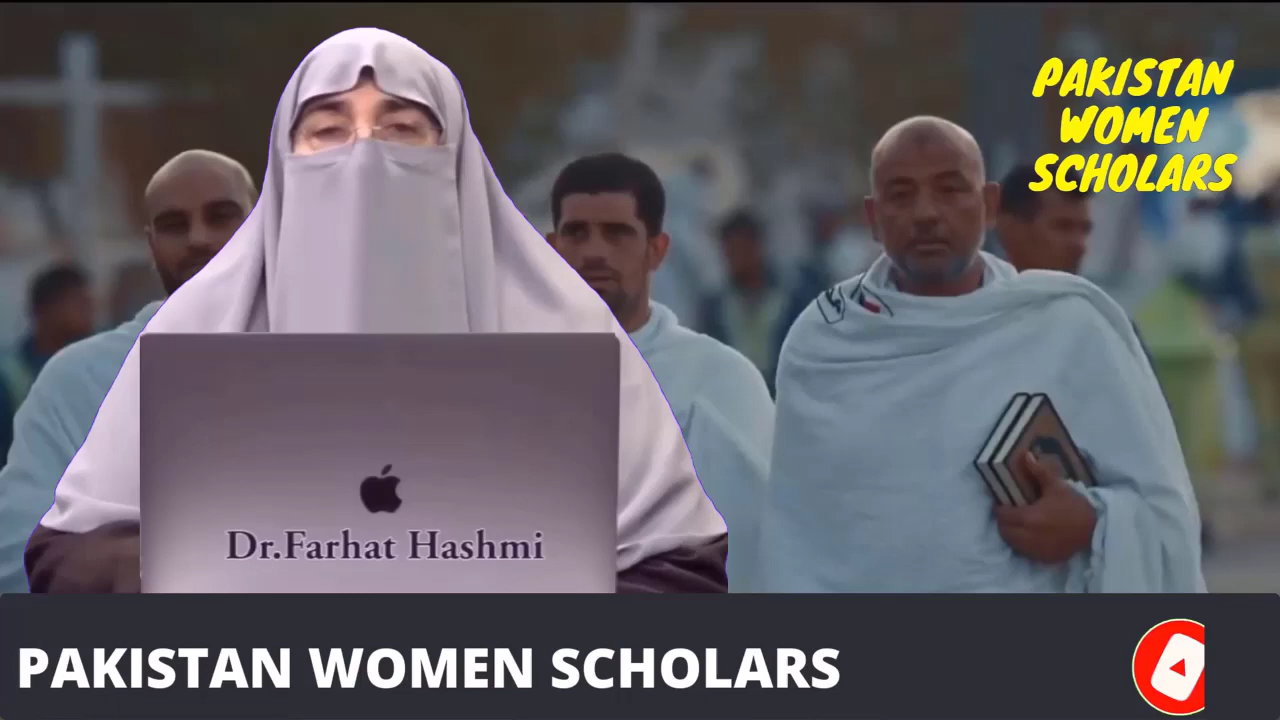 PAKISTAN
WOMEN
SCHOLARS
Dr.Farhat Hashmi
PAKISTAN WOMEN SCHOLARS